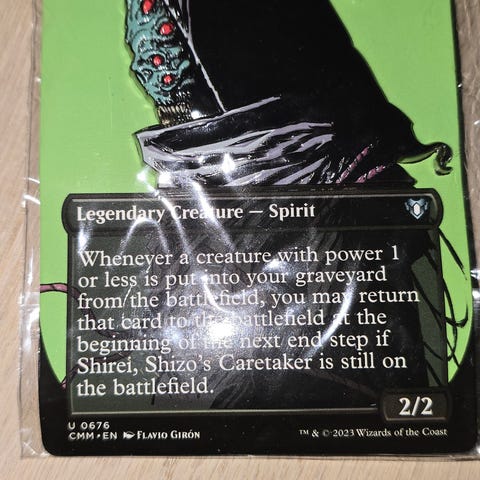 Legendary Creature — Spirit
Whenever a creature with power 1
or less is put into your graveyard
from the battlefield, you may return
that card to the battlefield at the
beginning of the next end step if
Shirei, Shizo's Caretaker is still on
the battlefield.
2/2
U 0676
CMM • EN Flavio Girón
™ & © 2023 Wizards of the Coast